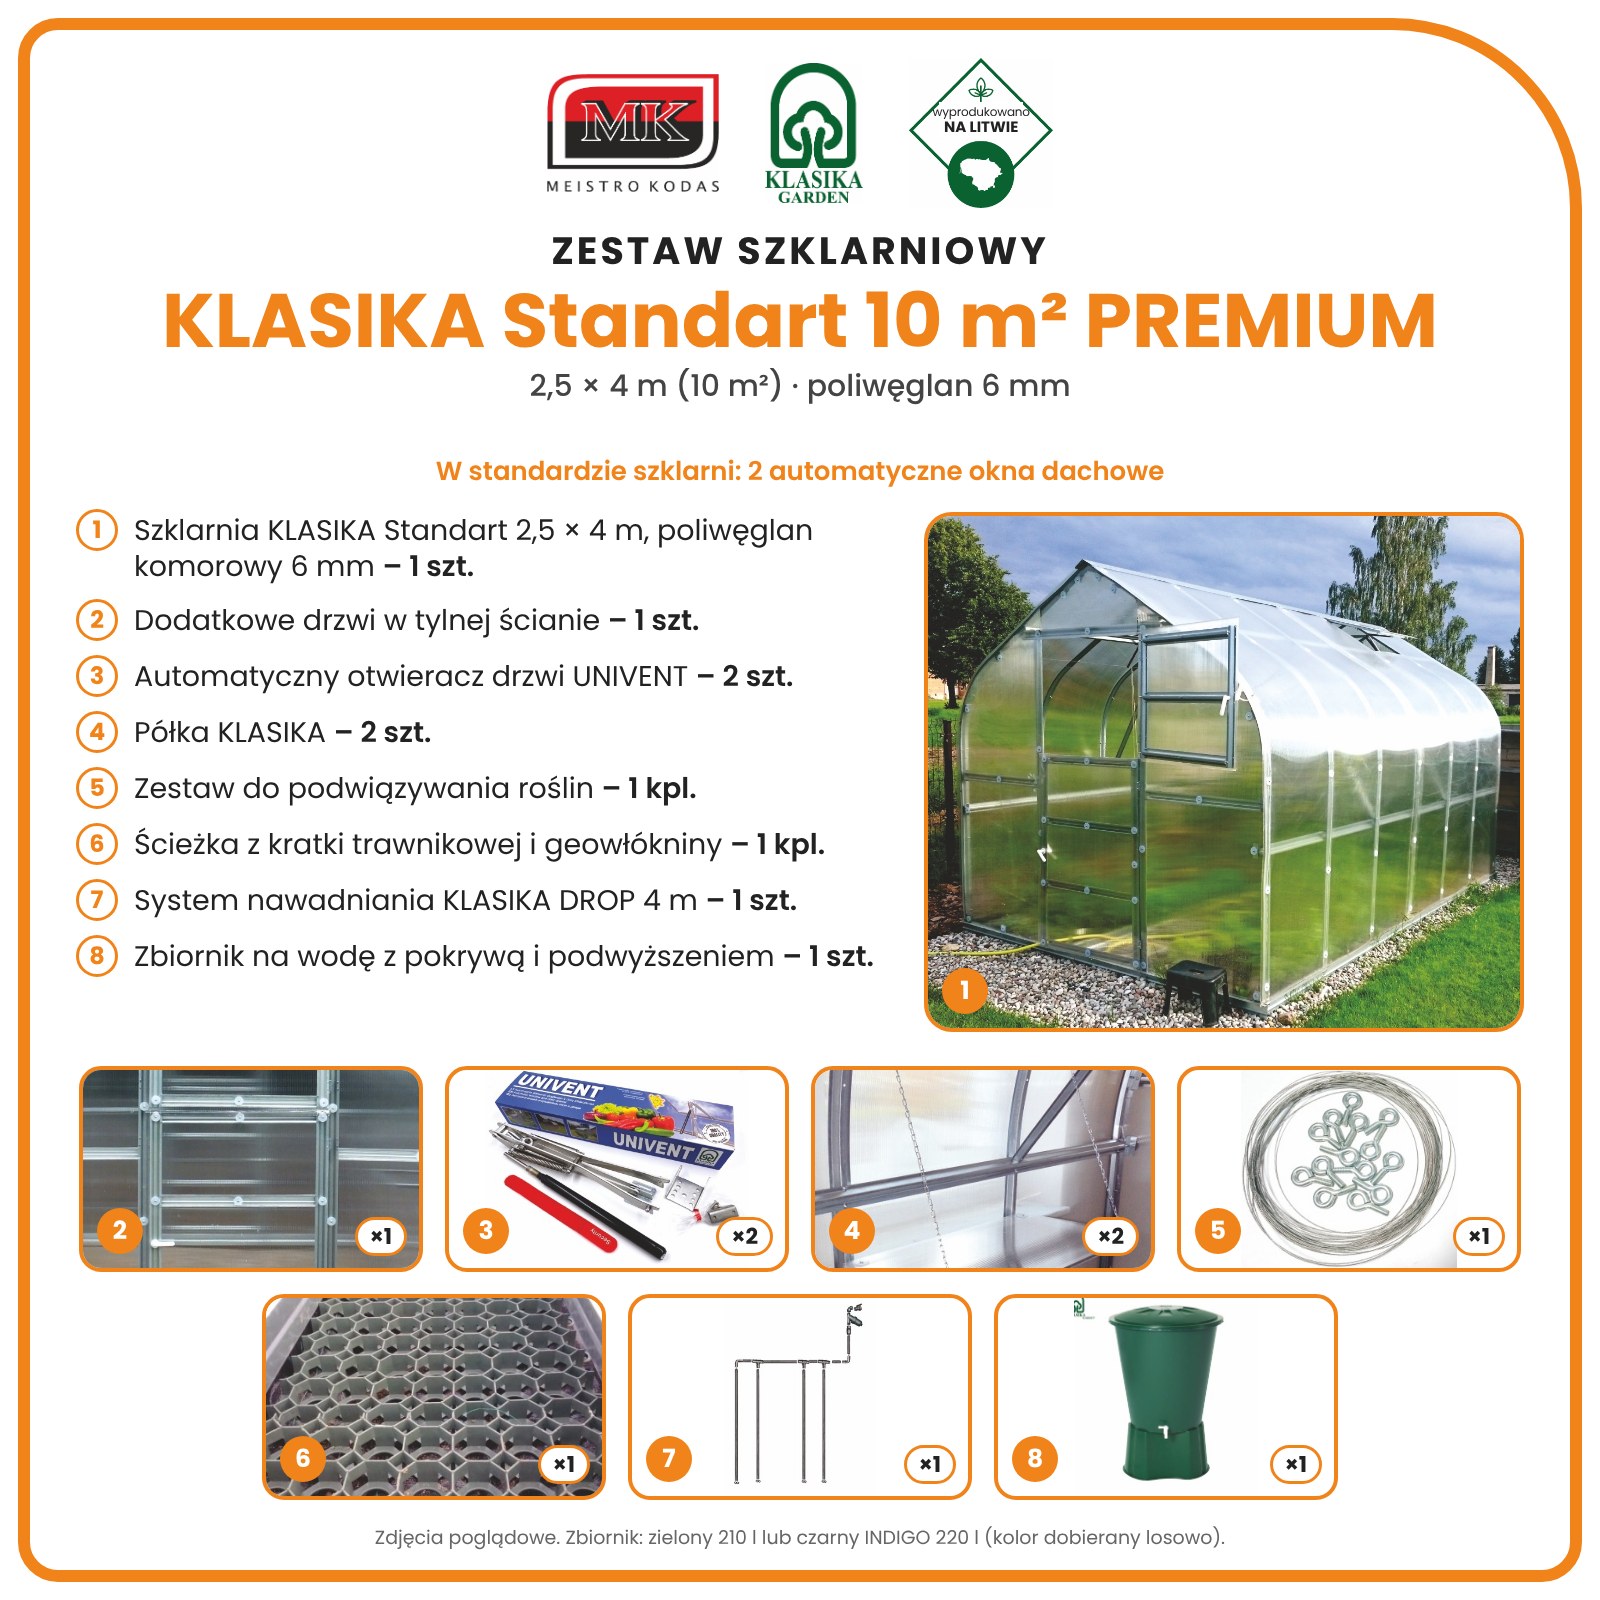 MK
MEISTRO KODAS
KLASIKA
GARDEN
wyprodukowano
NA LITWIE
ZESTAW SZKLARNIOWY
KLASIKA Standart 10 m² PREMIUM
2,5 × 4 m (10 m²) · poliwęglan 6 mm
W standardzie szklarni: 2 automatyczne okna dachowe
1 Szklarnia KLASIKA Standart 2,5 × 4 m, poliwęglan
komorowy 6 mm – 1 szt.
2 Dodatkowe drzwi w tylnej ścianie – 1 szt.
3 Automatyczny otwieracz drzwi UNIVENT – 2 szt.
4 Półka KLASIKA – 2 szt.
5 Zestaw do podwiązywania roślin – 1 kpl.
6 Ścieżka z kratki trawnikowej i geowłókniny – 1 kpl.
7 System nawadniania KLASIKA DROP 4 m – 1 szt.
8 Zbiornik na wodę z pokrywą i podwyższeniem – 1 szt.
1
2 ×1
UNIVENT
UNIVENT
Security
3 ×2
4 ×2
5 ×1
6 ×1
7 ×1
8 ×1
Zdjęcia poglądowe. Zbiornik: zielony 210 l lub czarny INDIGO 220 l (kolor dobierany losowo).